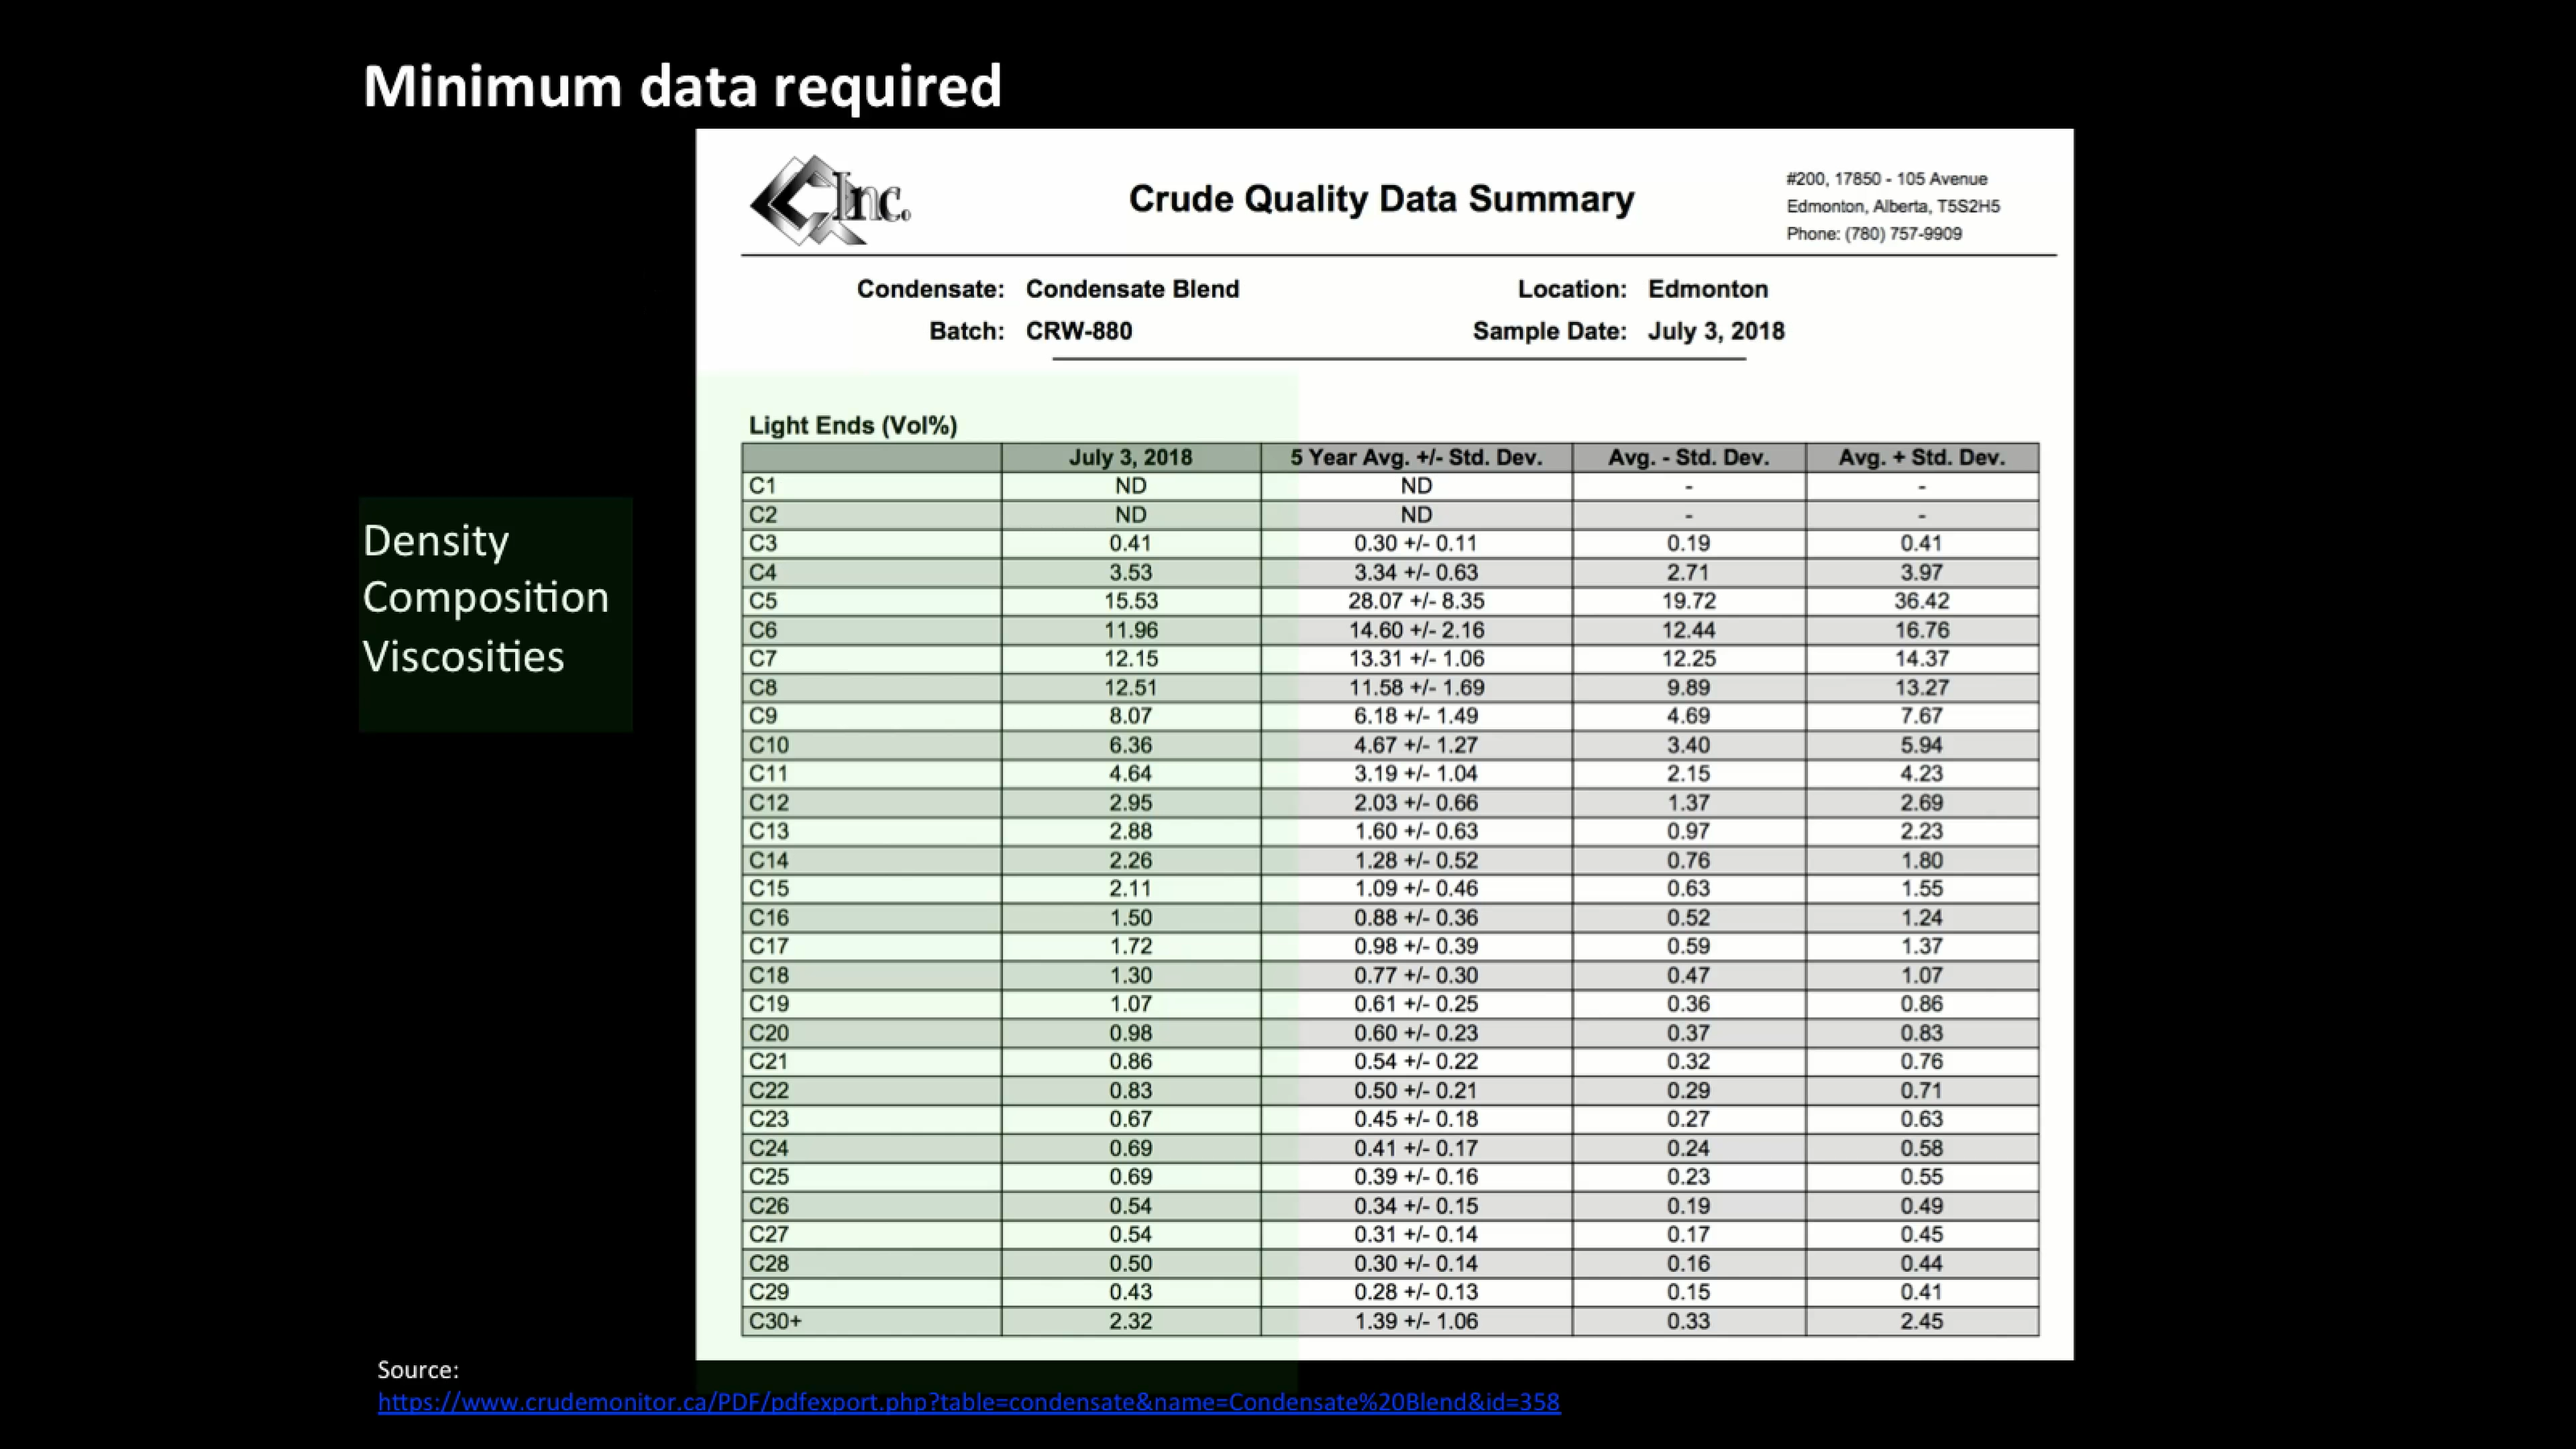 Minimum data required
CQInc.
Crude Quality Data Summary
#200, 17850 - 105 Avenue
Edmonton, Alberta, T5S2H5
Phone: (780) 757-9909
Condensate: Condensate Blend
Location: Edmonton
Batch: CRW-880
Sample Date: July 3, 2018
Density
Composition
Viscosities
Light Ends (Vol%)
July 3, 2018 5 Year Avg. +/- Std. Dev. Avg. - Std. Dev. Avg. + Std. Dev.
C1 ND ND - -
C2 ND ND - -
C3 0.41 0.30 +/- 0.11 0.19 0.41
C4 3.53 3.34 +/- 0.63 2.71 3.97
C5 15.53 28.07 +/- 8.35 19.72 36.42
C6 11.96 14.60 +/- 2.16 12.44 16.76
C7 12.15 13.31 +/- 1.06 12.25 14.37
C8 12.51 11.58 +/- 1.69 9.89 13.27
C9 8.07 6.18 +/- 1.49 4.69 7.67
C10 6.36 4.67 +/- 1.27 3.40 5.94
C11 4.64 3.19 +/- 1.04 2.15 4.23
C12 2.95 2.03 +/- 0.66 1.37 2.69
C13 2.88 1.60 +/- 0.63 0.97 2.23
C14 2.26 1.28 +/- 0.52 0.76 1.80
C15 2.11 1.09 +/- 0.46 0.63 1.55
C16 1.50 0.88 +/- 0.36 0.52 1.24
C17 1.72 0.98 +/- 0.39 0.59 1.37
C18 1.30 0.77 +/- 0.30 0.47 1.07
C19 1.07 0.61 +/- 0.25 0.36 0.86
C20 0.98 0.60 +/- 0.23 0.37 0.83
C21 0.86 0.54 +/- 0.22 0.32 0.76
C22 0.83 0.50 +/- 0.21 0.29 0.71
C23 0.67 0.45 +/- 0.18 0.27 0.63
C24 0.69 0.41 +/- 0.17 0.24 0.58
C25 0.69 0.39 +/- 0.16 0.23 0.55
C26 0.54 0.34 +/- 0.15 0.19 0.49
C27 0.54 0.31 +/- 0.14 0.17 0.45
C28 0.50 0.30 +/- 0.14 0.16 0.44
C29 0.43 0.28 +/- 0.13 0.15 0.41
C30+ 2.32 1.39 +/- 1.06 0.33 2.45
Source:
https://www.crudemonitor.ca/PDF/pdfexport.php?table=condensate&name=Condensate%20Blend&id=358